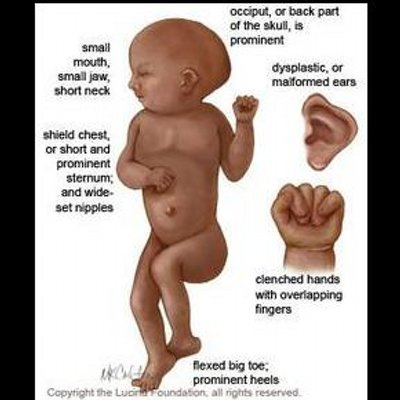 occiput, or back part
of the skull, is
prominent
small
mouth,
small jaw,
short neck
dysplastic, or
malformed ears
shield chest,
or short and
prominent
sternum;
and wide-
set nipples
clenched hands
with overlapping
fingers
flexed big toe;
prominent heels
Copyright the Lucina Foundation, all rights reserved.